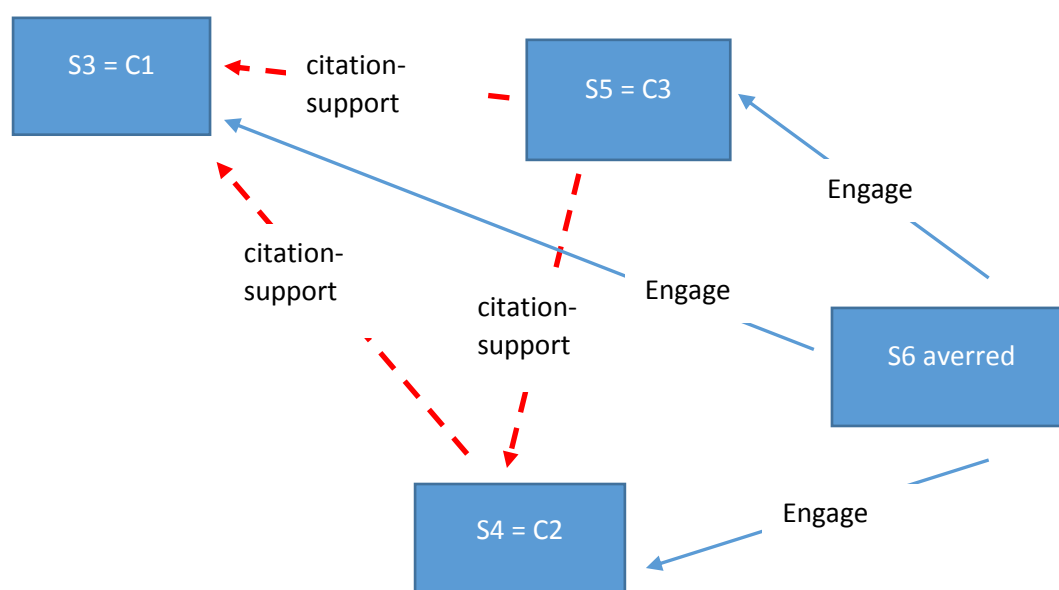 S3 = C1
citation-
support
S5 = C3
Engage
citation-
support
Engage
citation-
support
S6 averred
S4 = C2
Engage